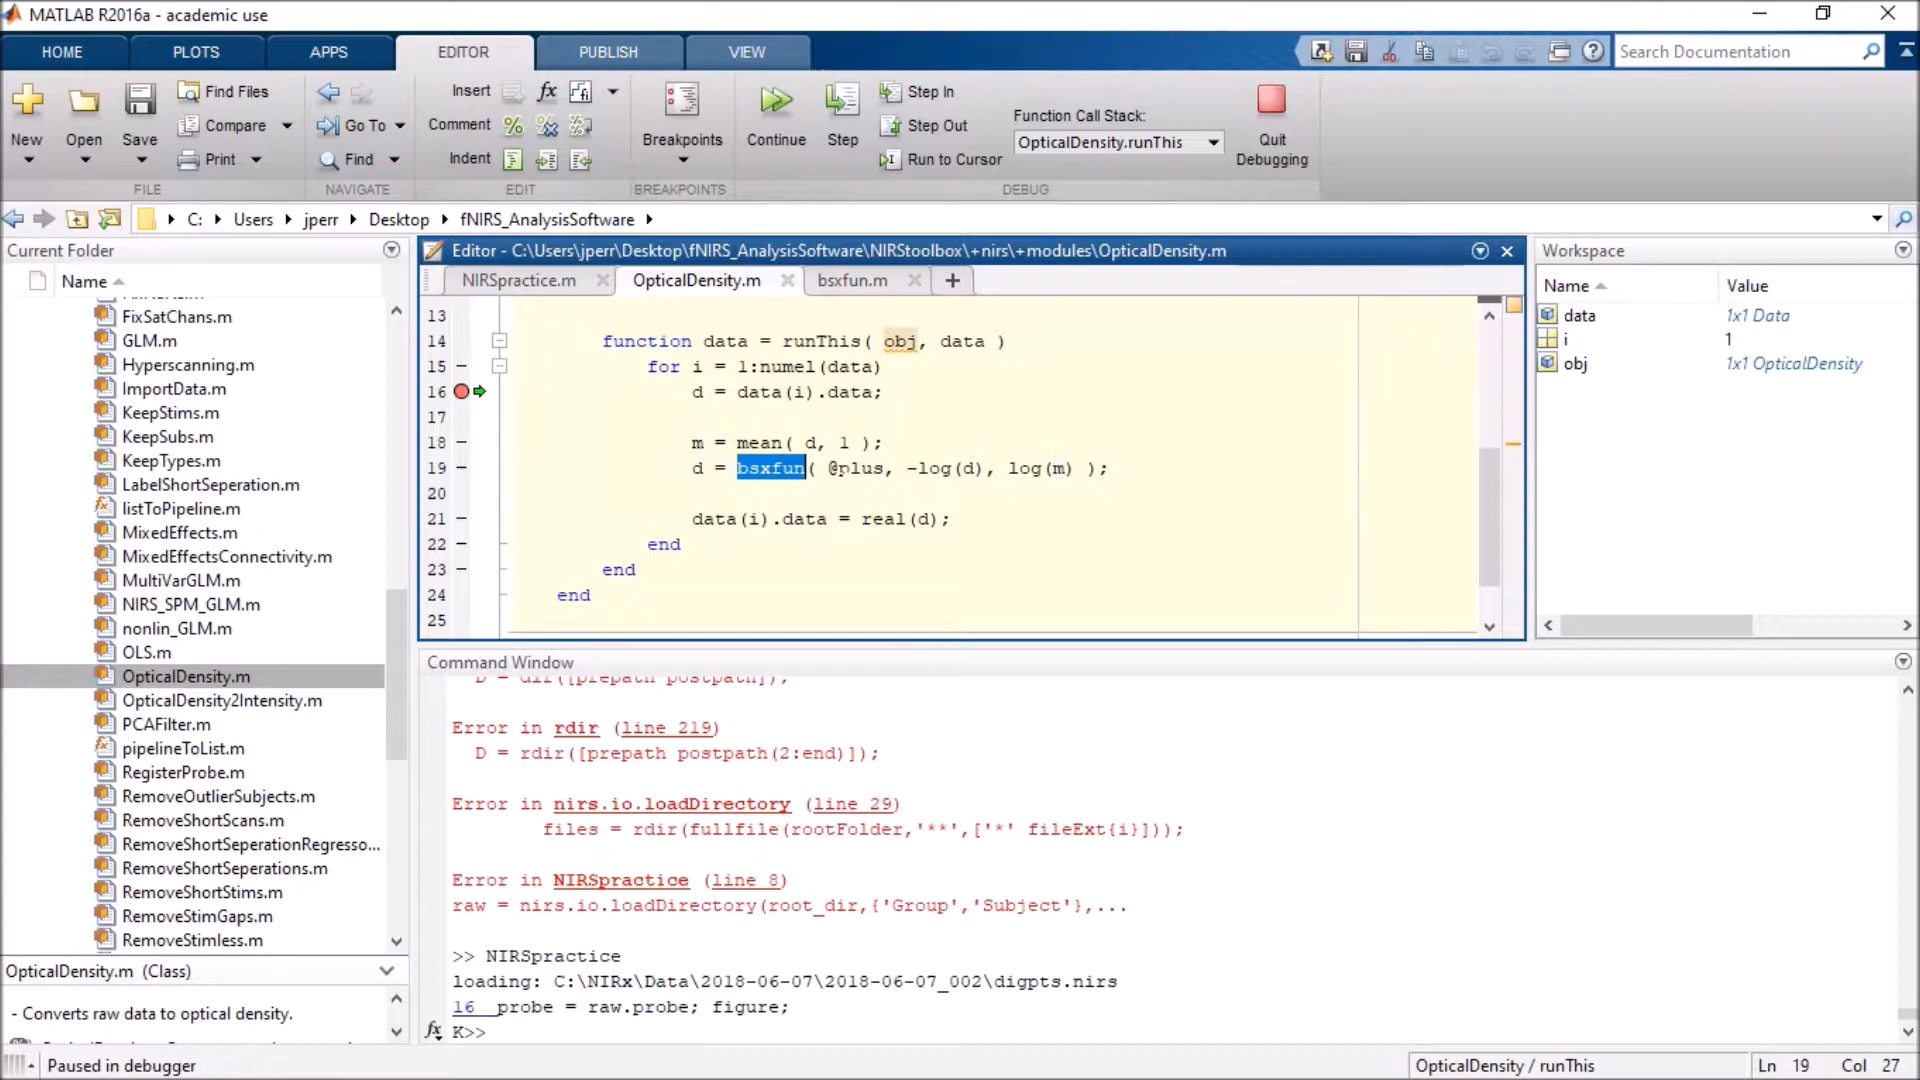 MATLAB R2016a - academic use
HOME PLOTS APPS EDITOR PUBLISH VIEW
Search Documentation
New Open Save
Find Files
Compare
Print
Go To
Find
Insert
Comment
Indent
fx
Breakpoints
Continue
Step
Step In
Step Out
Run to Cursor
Function Call Stack:
OpticalDensity.runThis
Quit Debugging
FILE NAVIGATE EDIT BREAKPOINTS DEBUG
C: Users jperr Desktop fNIRS_AnalysisSoftware
Current Folder
Name
FixSatChans.m
GLM.m
Hyperscanning.m
ImportData.m
KeepStims.m
KeepSubs.m
KeepTypes.m
LabelShortSeperation.m
listToPipeline.m
MixedEffects.m
MixedEffectsConnectivity.m
MultiVarGLM.m
NIRS_SPM_GLM.m
nonlin_GLM.m
OLS.m
OpticalDensity.m
OpticalDensity2Intensity.m
PCAFilter.m
pipelineToList.m
RegisterProbe.m
RemoveOutlierSubjects.m
RemoveShortScans.m
RemoveShortSeperationRegresso...
RemoveShortSeperations.m
RemoveShortStims.m
RemoveStimGaps.m
RemoveStimless.m
OpticalDensity.m (Class)
- Converts raw data to optical density.
Editor - C:\Users\jperr\Desktop\fNIRS_AnalysisSoftware\NIRStoolbox\+nirs\+modules\OpticalDensity.m
NIRSpractice.m OpticalDensity.m bsxfun.m
13
14 function data = runThis( obj, data )
15 for i = 1:numel(data)
16 d = data(i).data;
17
18 m = mean( d, 1 );
19 d = bsxfun( @plus, -log(d), log(m) );
20
21 data(i).data = real(d);
22 end
23 end
24 end
25
Workspace
Name Value
data 1x1 Data
i 1
obj 1x1 OpticalDensity
Command Window
D = dir([prepath postpath]);
Error in rdir (line 219)
D = rdir([prepath postpath(2:end)]);
Error in nirs.io.loadDirectory (line 29)
files = rdir(fullfile(rootFolder,'**',['*' fileExt{i}]));
Error in NIRSpractice (line 8)
raw = nirs.io.loadDirectory(root_dir,{'Group','Subject'},...
>> NIRSpractice
loading: C:\NIRx\Data\2018-06-07\2018-06-07_002\digpts.nirs
16 probe = raw.probe; figure;
fx K>>
Paused in debugger
OpticalDensity / runThis
Ln 19 Col 27